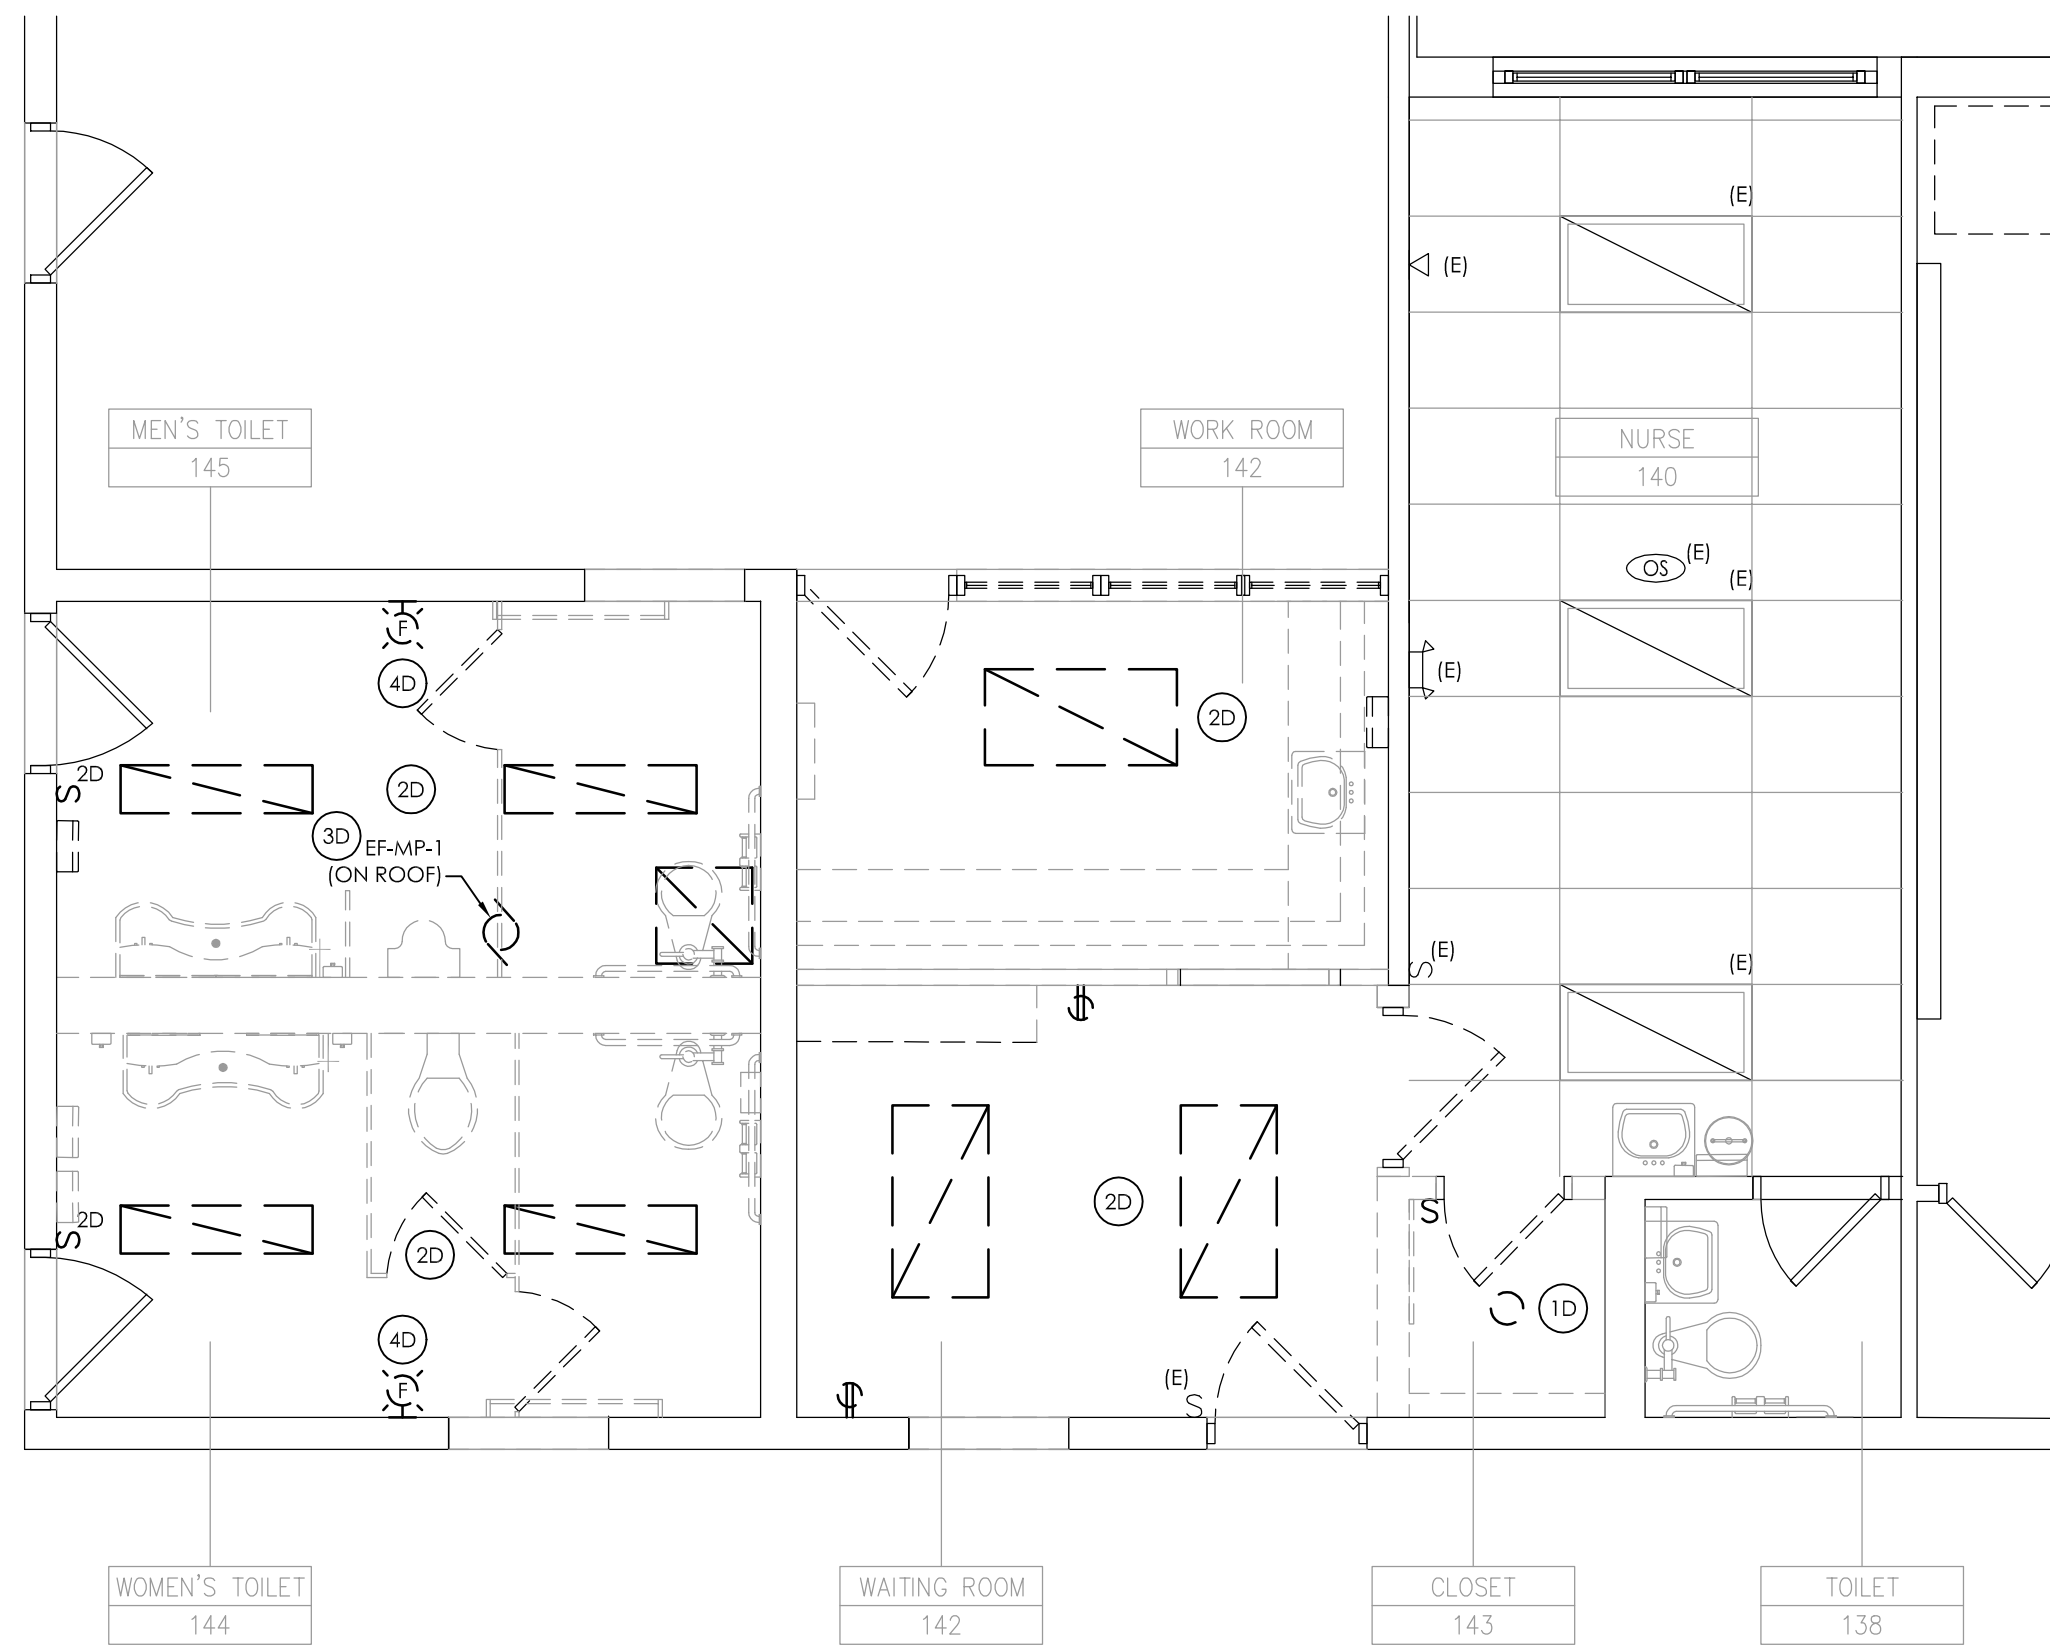 (E)
(E)
MEN'S TOILET
145
WORK ROOM
142
NURSE
140
OS
(E)
(E)
F
4D
(E)
2D
2D
S
2D
3D
EF-MP-1
(ON ROOF)
(E)
S
(E)
2D
S
2D
2D
S
1D
4D
F
(E)
S
WOMEN'S TOILET
144
WAITING ROOM
142
CLOSET
143
TOILET
138